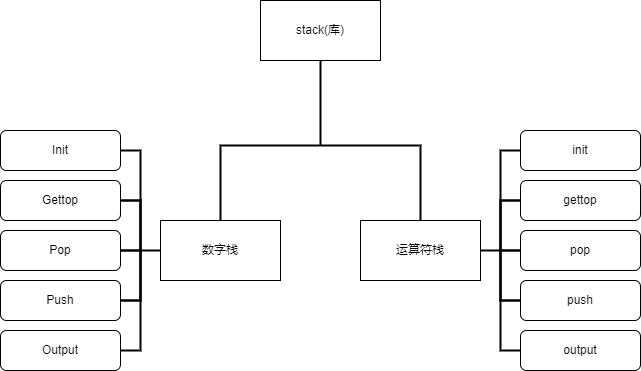 stack(库)
Init
Gettop
Pop
Push
Output
数字栈
运算符栈
init
gettop
pop
push
output